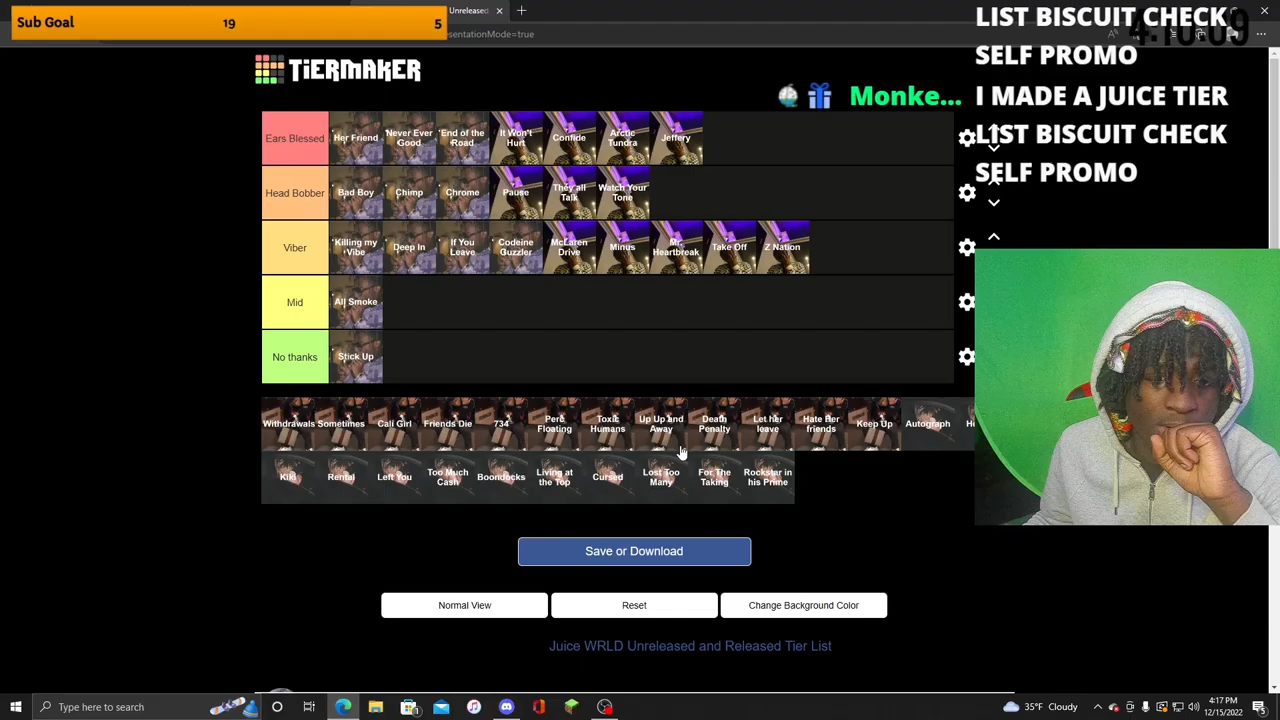 Sub Goal 19 5
Unreleased
esentationMode=true
LIST BISCUIT CHECK
SELF PROMO
I MADE A JUICE TIER
LIST BISCUIT CHECK
SELF PROMO
TiERMAKER
Monke...
Ears Blessed
Her Friend
Never Ever Good
End of the Road
It Won't Hurt
Confide
Arctic Tundra
Jeffery
Head Bobber
Bad Boy
Chimp
Chrome
Pause
They all Talk
Watch Your Tone
Viber
Killing my Vibe
Deep In
If You Leave
Codeine Guzzler
McLaren Drive
Minus
Mr. Heartbreak
Take Off
Z Nation
Mid
All Smoke
No thanks
Stick Up
Withdrawals
Sometimes
Cali Girl
Friends Die
734
Perc Floating
Toxic Humans
Up Up and Away
Death Penalty
Let her leave
Hate Her friends
Keep Up
Autograph
Kiki
Rental
Left You
Too Much Cash
Boondocks
Living at the Top
Cursed
Lost Too Many
For The Taking
Rockstar in his Prime
Save or Download
Normal View
Reset
Change Background Color
Juice WRLD Unreleased and Released Tier List
Type here to search
35°F Cloudy
4:17 PM
12/15/2022